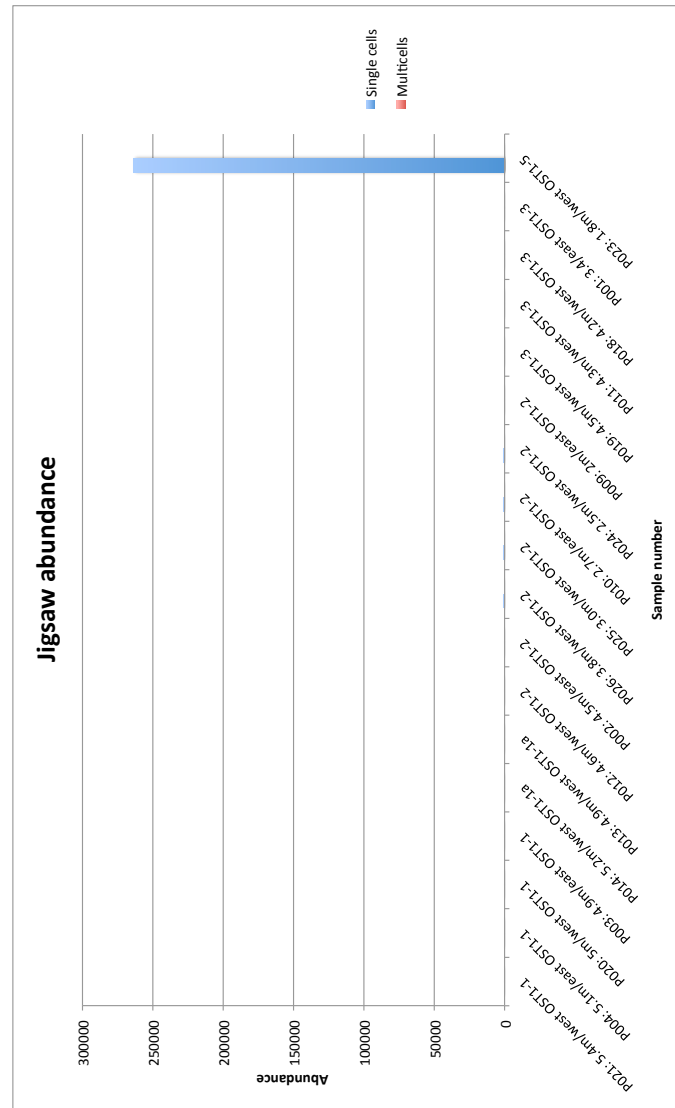 Jigsaw abundance
300000
250000
200000
150000
100000
50000
0
Abundance
P021: 5.4m/west OST1-1
P004: 5.1m/east OST1-1
P020: 5m/west OST1-1
P003: 4.9m/east OST1-1
P014: 5.2m/west OST1-1a
P013: 4.9m/west OST1-1a
P012: 4.6m/west OST1-2
P002: 4.5m/east OST1-2
P026: 3.8m/west OST1-2
P025: 3.0m/west OST1-2
P010: 2.7m/east OST1-2
P024: 2.5m/west OST1-2
P009: 2m/east OST1-2
P019: 4.5m/west OST1-3
P011: 4.3m/west OST1-3
P018: 4.2m/west OST1-3
P001: 3.4/east OST1-3
P023: 1.8m/west OST1-5
Sample number
Single cells
Multicells